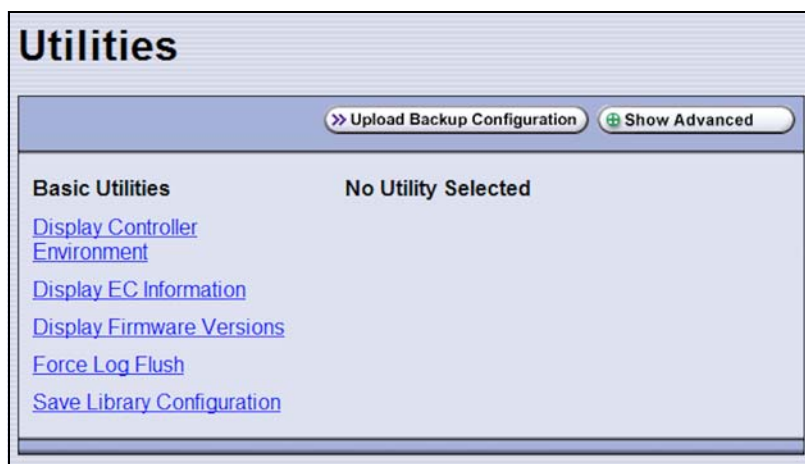 Utilities
Upload Backup Configuration
Show Advanced
Basic Utilities
No Utility Selected
Display Controller
Environment
Display EC Information
Display Firmware Versions
Force Log Flush
Save Library Configuration